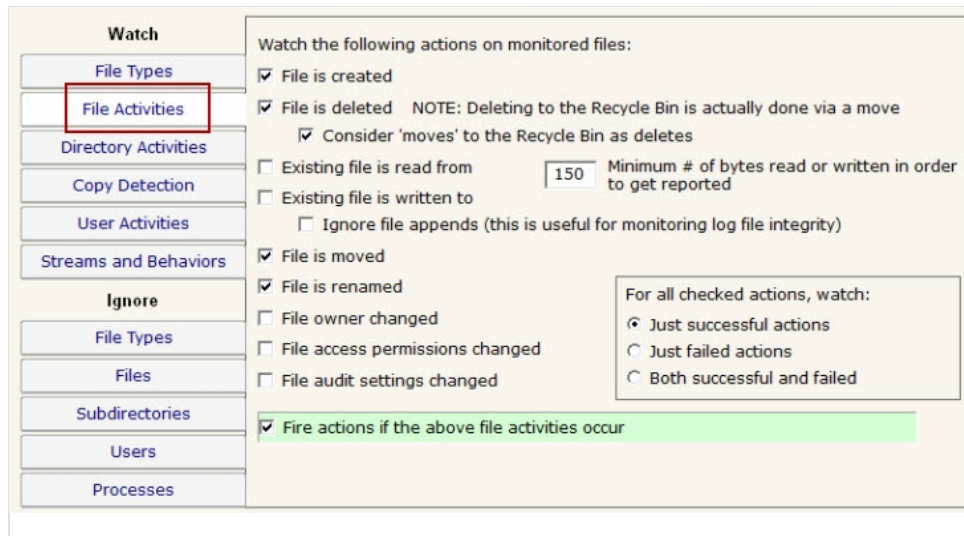 Watch
File Types
File Activities
Directory Activities
Copy Detection
User Activities
Streams and Behaviors
Ignore
File Types
Files
Subdirectories
Users
Processes
Watch the following actions on monitored files:
File is created
File is deleted NOTE: Deleting to the Recycle Bin is actually done via a move
Consider 'moves' to the Recycle Bin as deletes
Existing file is read from
150 Minimum # of bytes read or written in order
to get reported
Existing file is written to
Ignore file appends (this is useful for monitoring log file integrity)
File is moved
File is renamed
File owner changed
File access permissions changed
File audit settings changed
For all checked actions, watch:
Just successful actions
Just failed actions
Both successful and failed
Fire actions if the above file activities occur